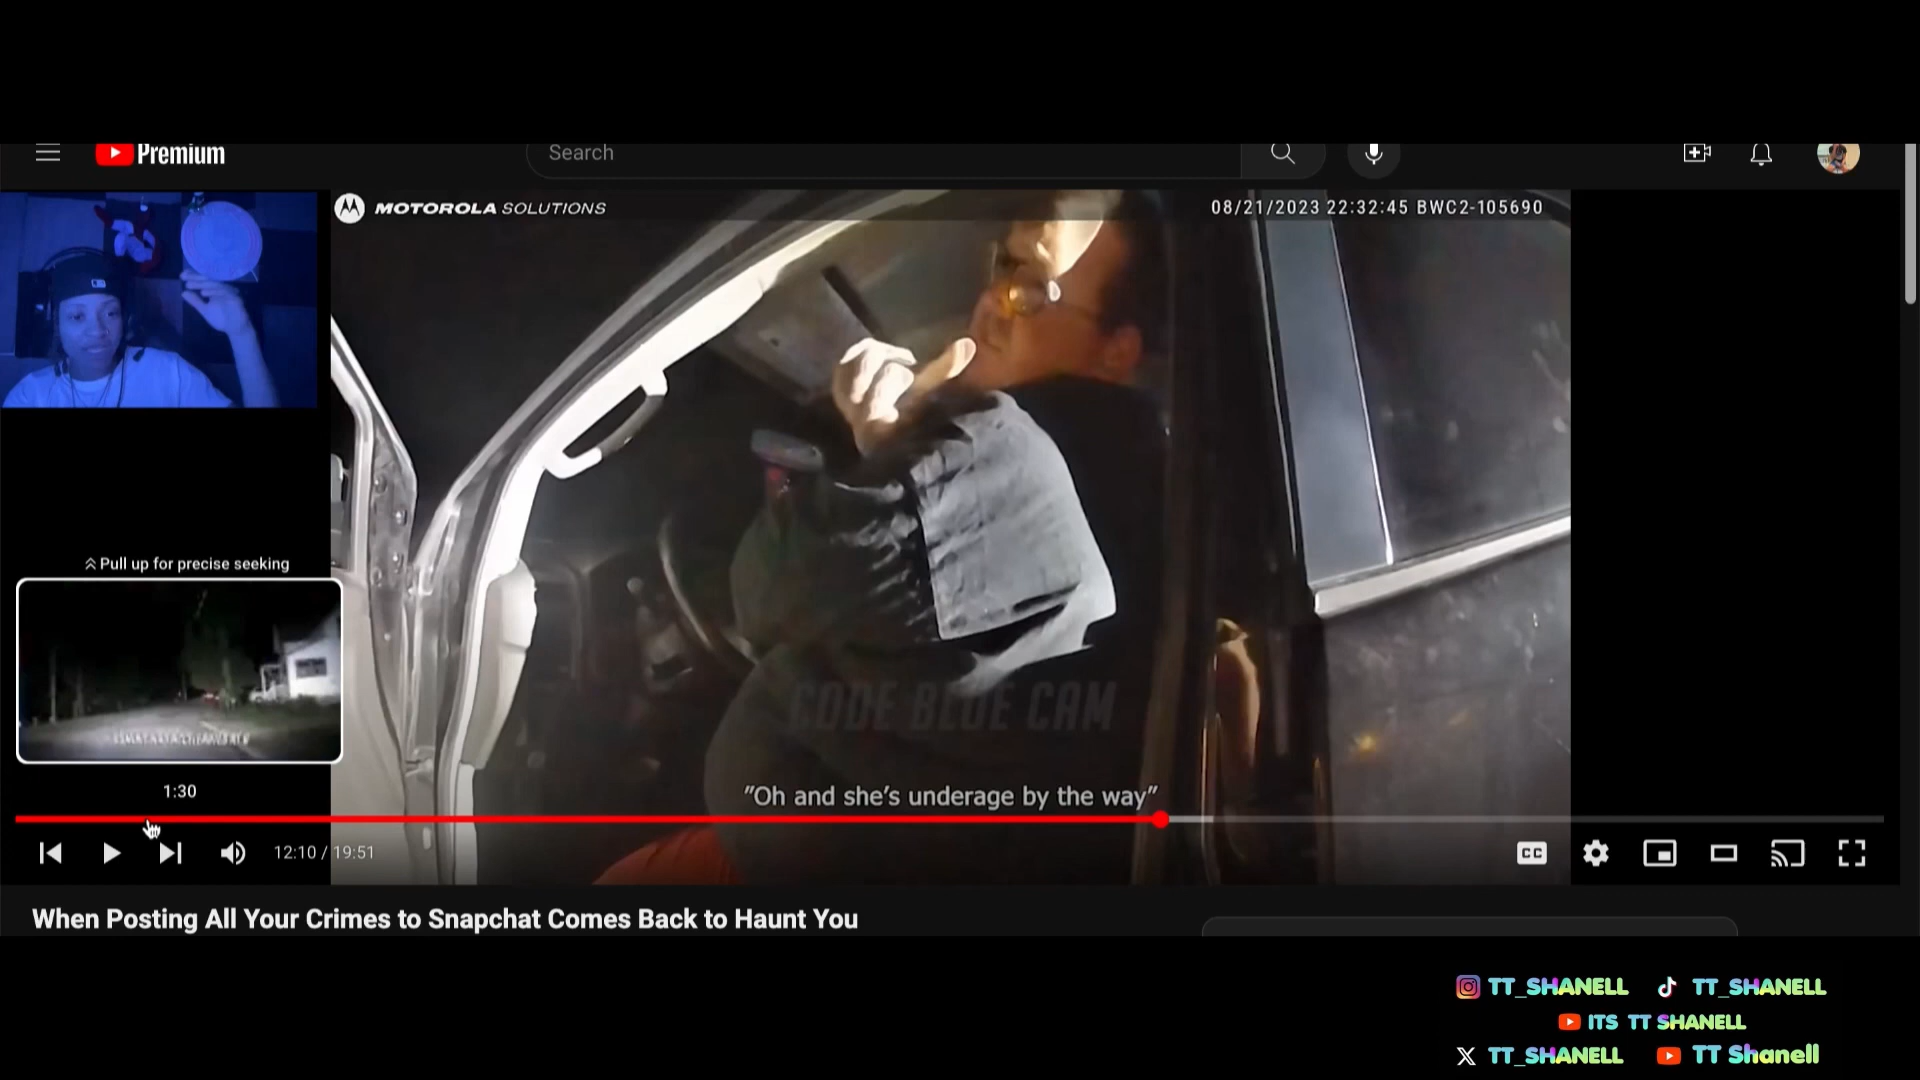 Premium
Search
MOTOROLA SOLUTIONS
08/21/2023 22:32:45 BWC2-105690
Pull up for precise seeking
CODE BLUE CAM
"Oh and she's underage by the way"
1:30
12:10 / 19:51
CC
When Posting All Your Crimes to Snapchat Comes Back to Haunt You
TT_SHANELL
TT_SHANELL
ITS TT SHANELL
TT_SHANELL
TT Shanell